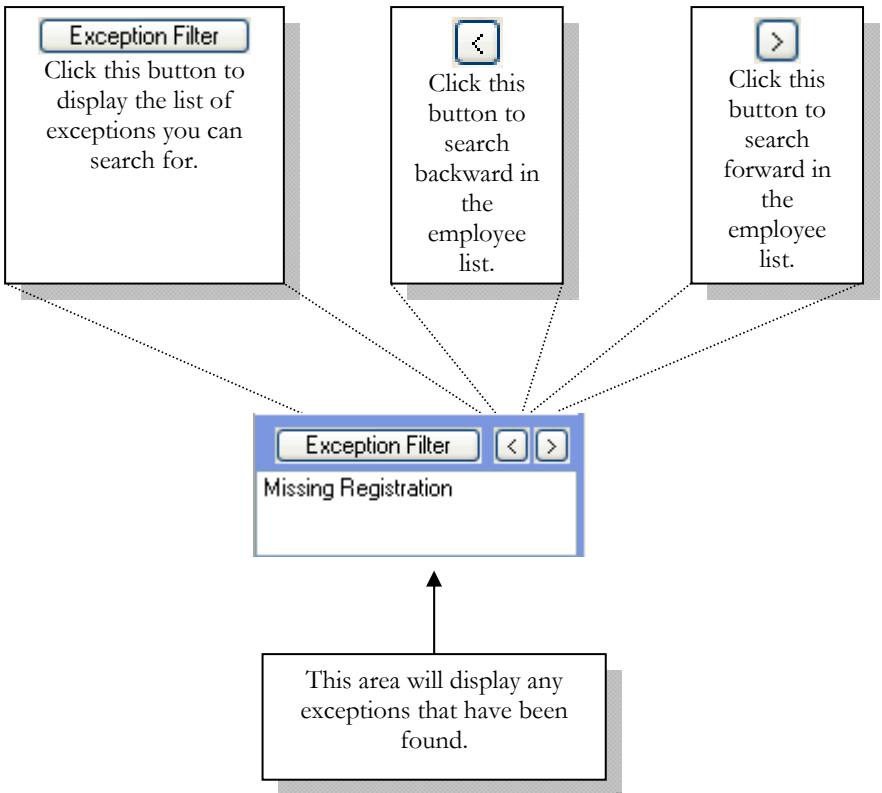 Exception Filter
Click this button to
display the list of
exceptions you can
search for.
<
Click this
button to
search
backward in
the
employee
list.
>
Click this
button to
search
forward in
the
employee
list.
Exception Filter < >
Missing Registration
This area will display any
exceptions that have been
found.